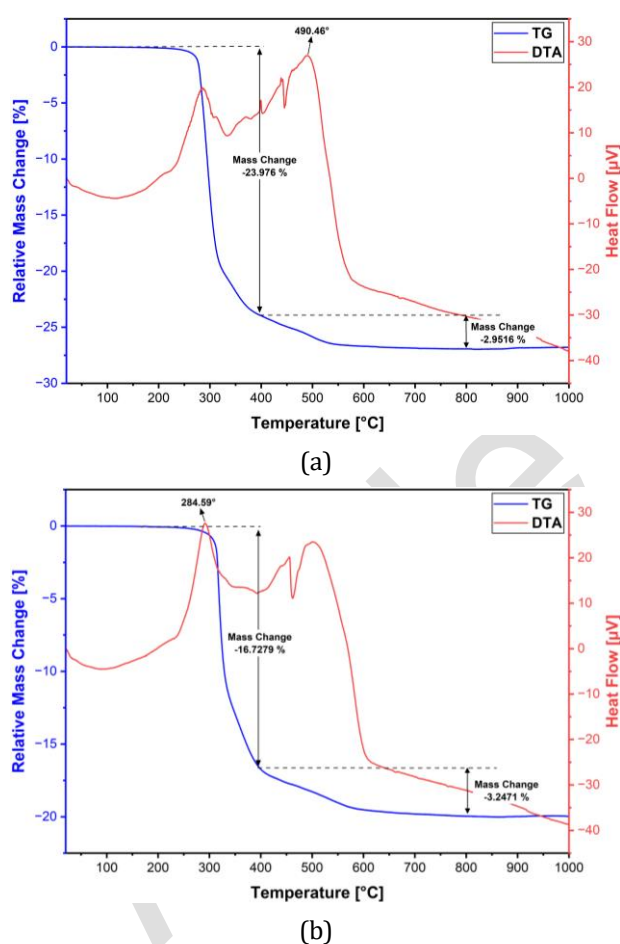 490.46°
TG
DTA
0
−5
−10
−15
−20
−25
−30
Relative Mass Change [%]
30
20
10
0
−10
−20
−30
−40
Heat Flow [µV]
Mass Change
-23.976 %
Mass Change
-2.9516 %
100 200 300 400 500 600 700 800 900 1000
Temperature [°C]
(a)
284.59°
TG
DTA
0
−5
−10
−15
−20
Relative Mass Change [%]
30
20
10
0
−10
−20
−30
−40
Heat Flow [µV]
Mass Change
-16.7279 %
Mass Change
-3.2471 %
100 200 300 400 500 600 700 800 900 1000
Temperature [°C]
(b)